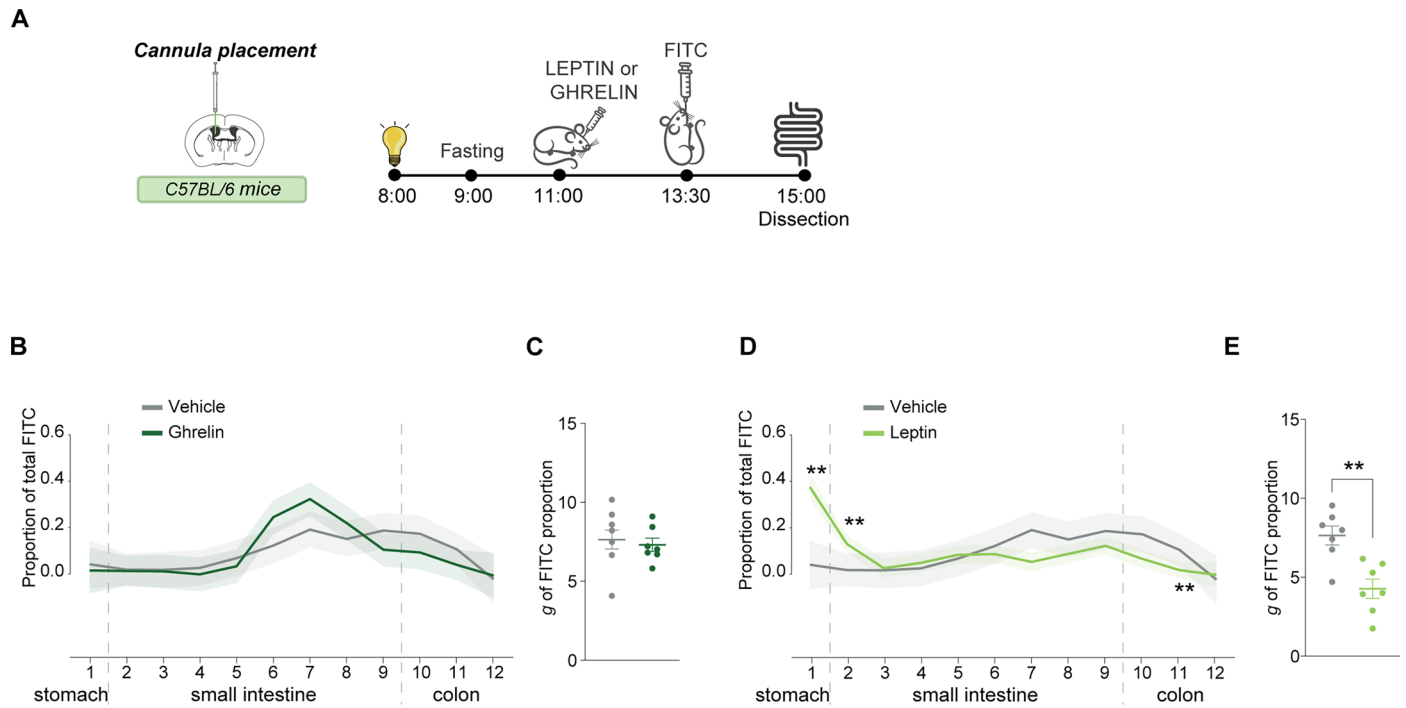 A
Cannula placement
C57BL/6 mice
LEPTIN or
GHRELIN
FITC
Fasting
8:00
9:00
11:00
13:30
15:00
Dissection
B
Proportion of total FITC
Vehicle
Ghrelin
0.6
0.4
0.2
0.0
1 2 3 4 5 6 7 8 9 10 11 12
stomach small intestine colon
C
g of FITC proportion
15
10
5
0
D
Proportion of total FITC
Vehicle
Leptin
0.6
0.4
0.2
0.0
**
**
**
1 2 3 4 5 6 7 8 9 10 11 12
stomach small intestine colon
E
g of FITC proportion
15
10
5
0
**